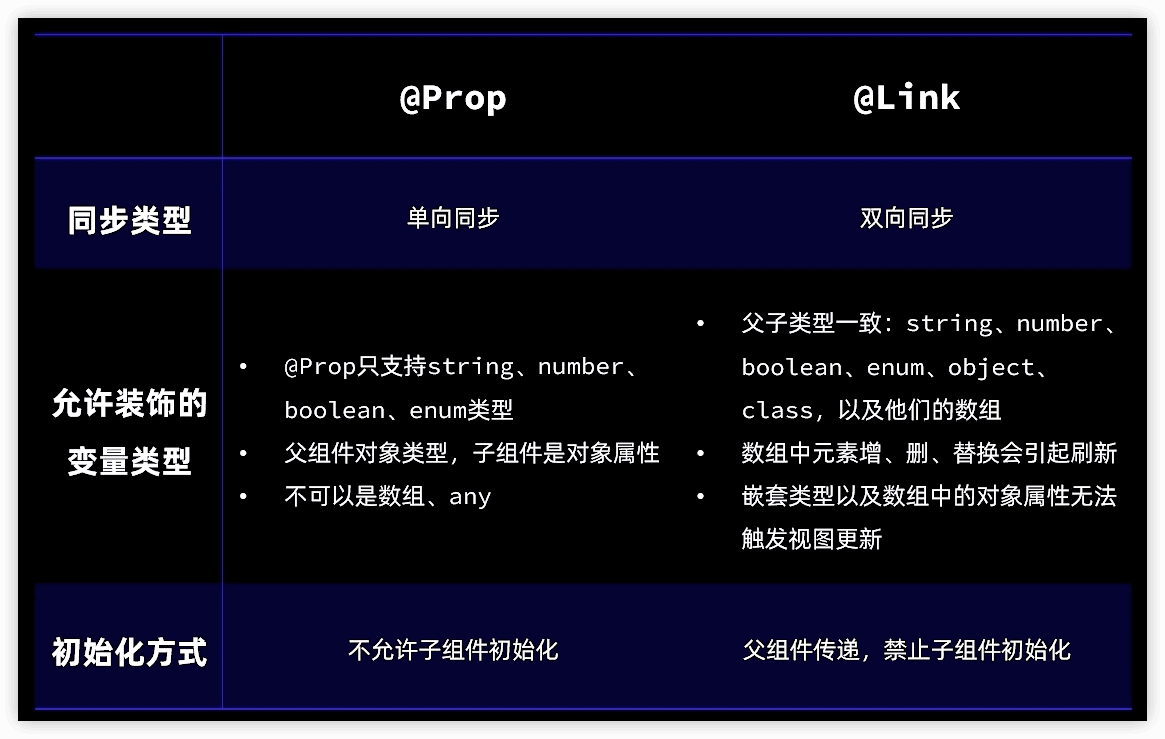 @Prop
@Link
同步类型
单向同步
双向同步
允许装饰的
变量类型
• @Prop只支持string、number、
boolean、enum类型
• 父组件对象类型，子组件是对象属性
• 不可以是数组、any
• 父子类型一致：string、number、
boolean、enum、object、
class，以及他们的数组
• 数组中元素增、删、替换会引起刷新
• 嵌套类型以及数组中的对象属性无法
触发视图更新
初始化方式
不允许子组件初始化
父组件传递，禁止子组件初始化